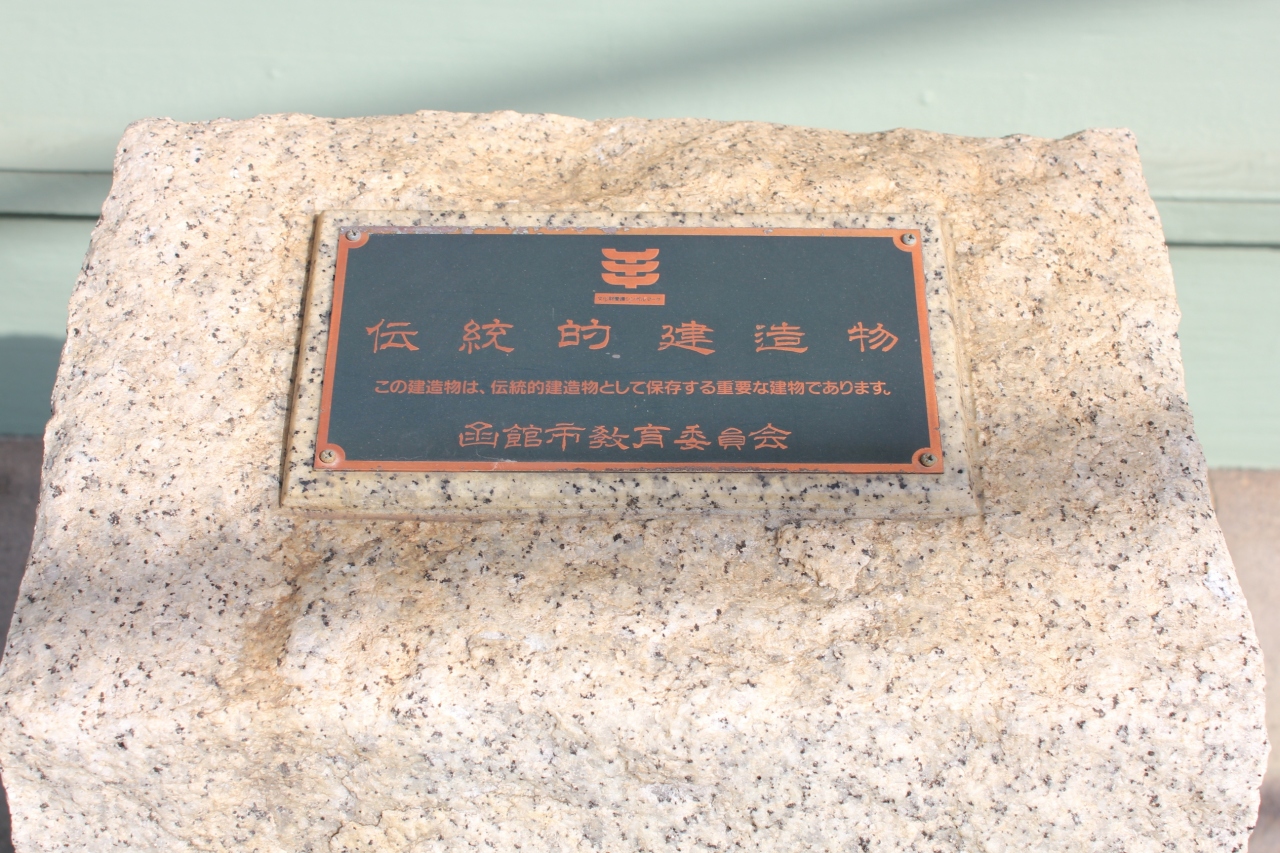 伝統的建造物
この建造物は、伝統的建造物として保存する重要な建物であります。
函館市教育委員会